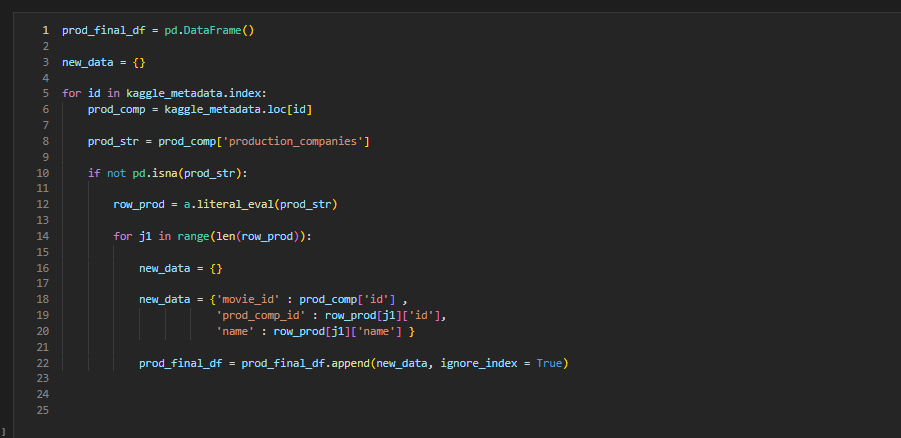 1 prod_final_df = pd.DataFrame()
2
3 new_data = {}
4
5 for id in kaggle_metadata.index:
6     prod_comp = kaggle_metadata.loc[id]
7
8     prod_str = prod_comp['production_companies']
9
10     if not pd.isna(prod_str):
11
12         row_prod = a.literal_eval(prod_str)
13
14         for j1 in range(len(row_prod)):
15
16             new_data = {}
17
18             new_data = {'movie_id' : prod_comp['id'] ,
19                         'prod_comp_id' : row_prod[j1]['id'],
20                         'name' : row_prod[j1]['name'] }
21
22             prod_final_df = prod_final_df.append(new_data, ignore_index = True)
23
24
25
]